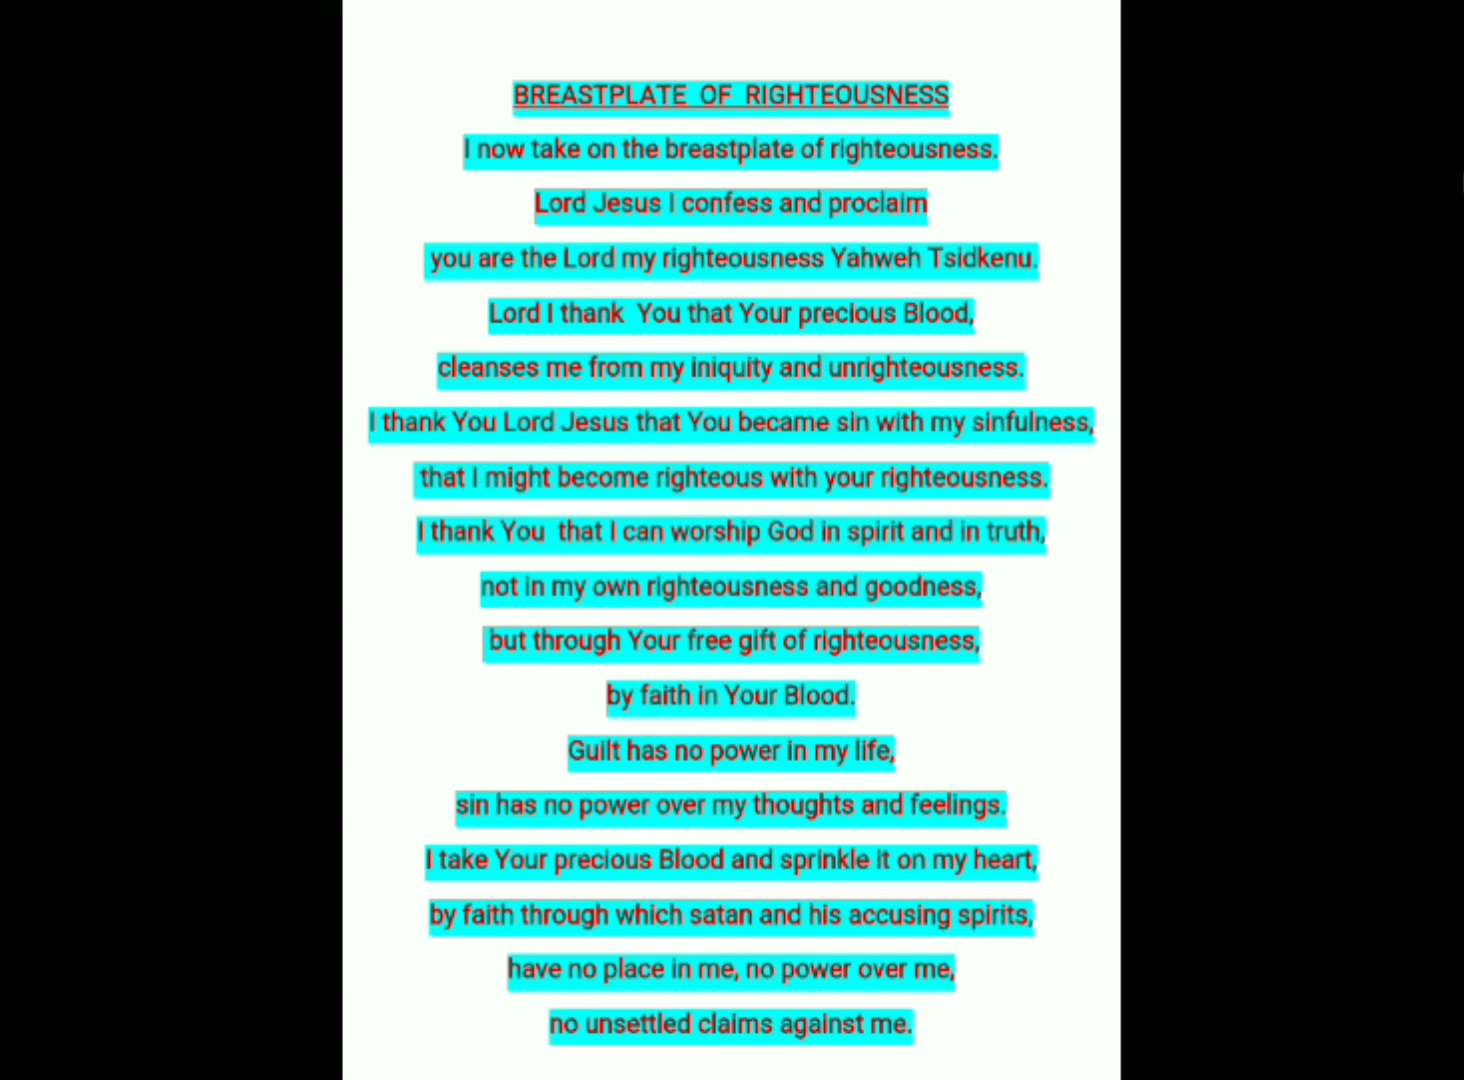 BREASTPLATE OF RIGHTEOUSNESS
I now take on the breastplate of righteousness.
Lord Jesus I confess and proclaim
you are the Lord my righteousness Yahweh Tsidkenu.
Lord I thank You that Your precious Blood,
cleanses me from my iniquity and unrighteousness.
I thank You Lord Jesus that You became sin with my sinfulness,
that I might become righteous with your righteousness.
I thank You that I can worship God in spirit and in truth,
not in my own righteousness and goodness,
but through Your free gift of righteousness,
by faith in Your Blood.
Guilt has no power in my life,
sin has no power over my thoughts and feelings.
I take Your precious Blood and sprinkle it on my heart,
by faith through which satan and his accusing spirits,
have no place in me, no power over me,
no unsettled claims against me.